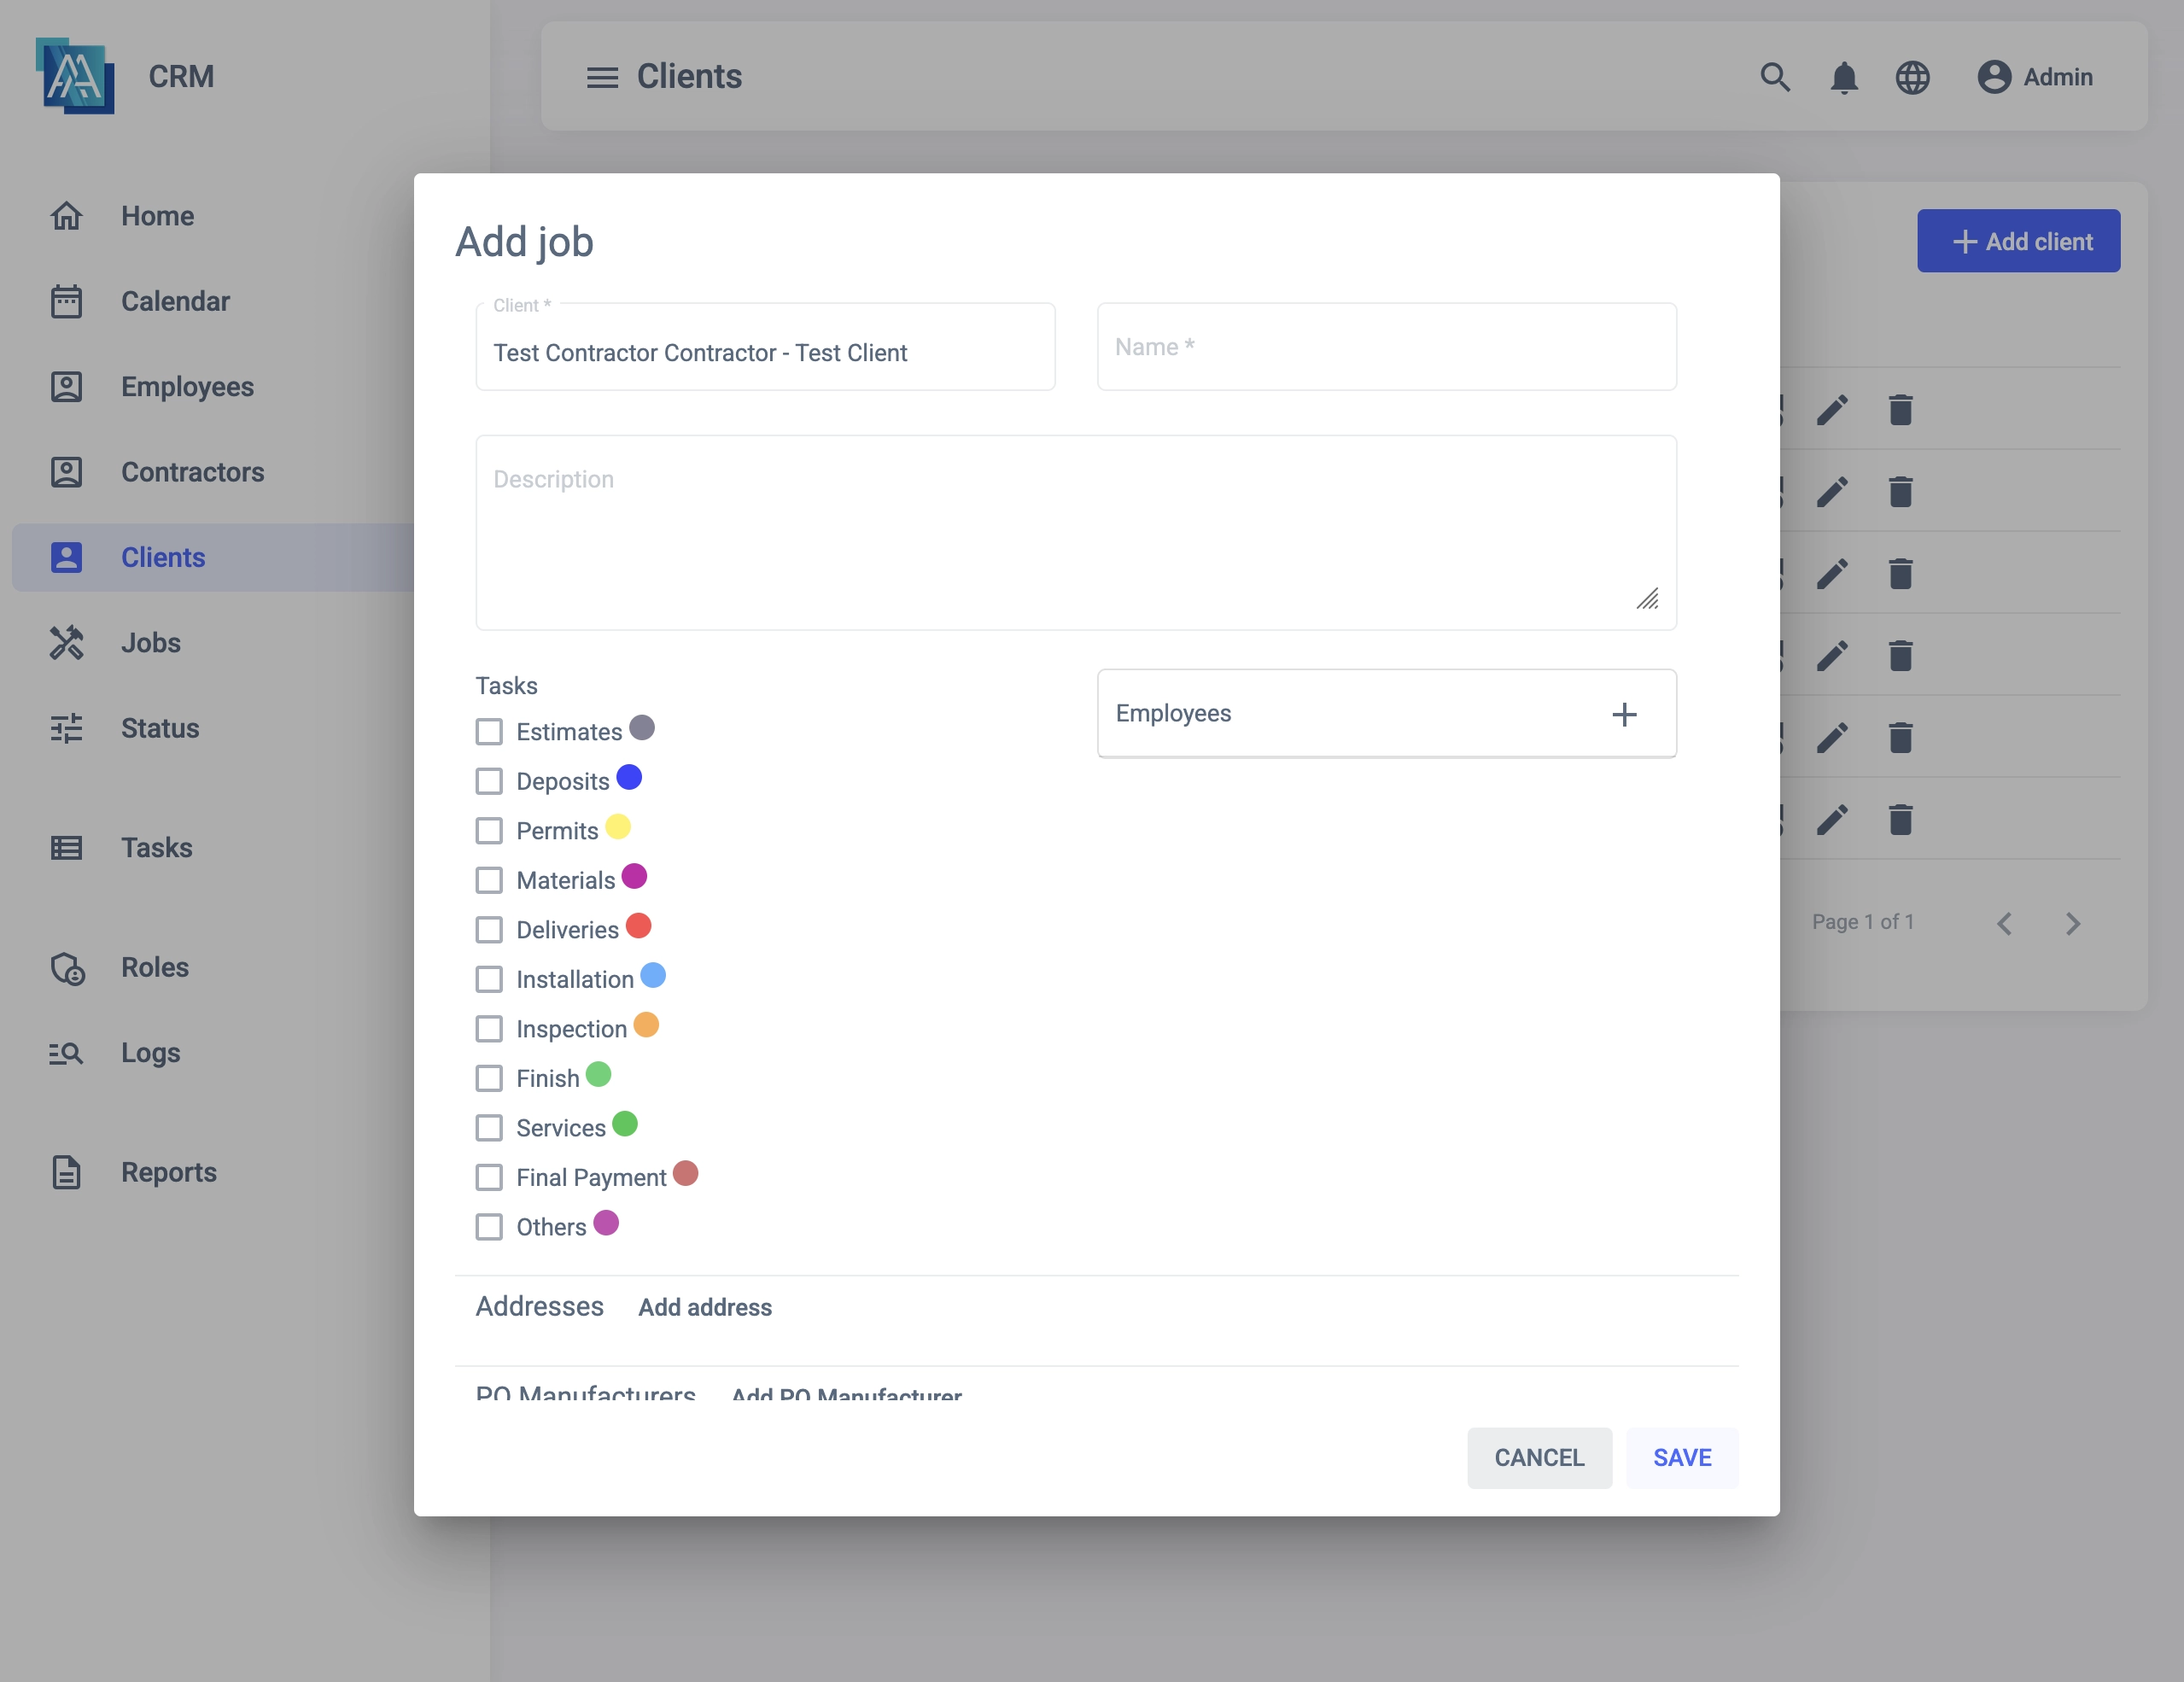 CRM
Clients
Admin
Home
Calendar
Employees
Contractors
Clients
Jobs
Status
Tasks
Roles
Logs
Reports
Add client
Page 1 of 1
Add job
Client *
Test Contractor Contractor - Test Client
Name *
Description
Tasks
Estimates
Deposits
Permits
Materials
Deliveries
Installation
Inspection
Finish
Services
Final Payment
Others
Employees
Addresses Add address
PO Manufacturers Add PO Manufacturer
CANCEL SAVE